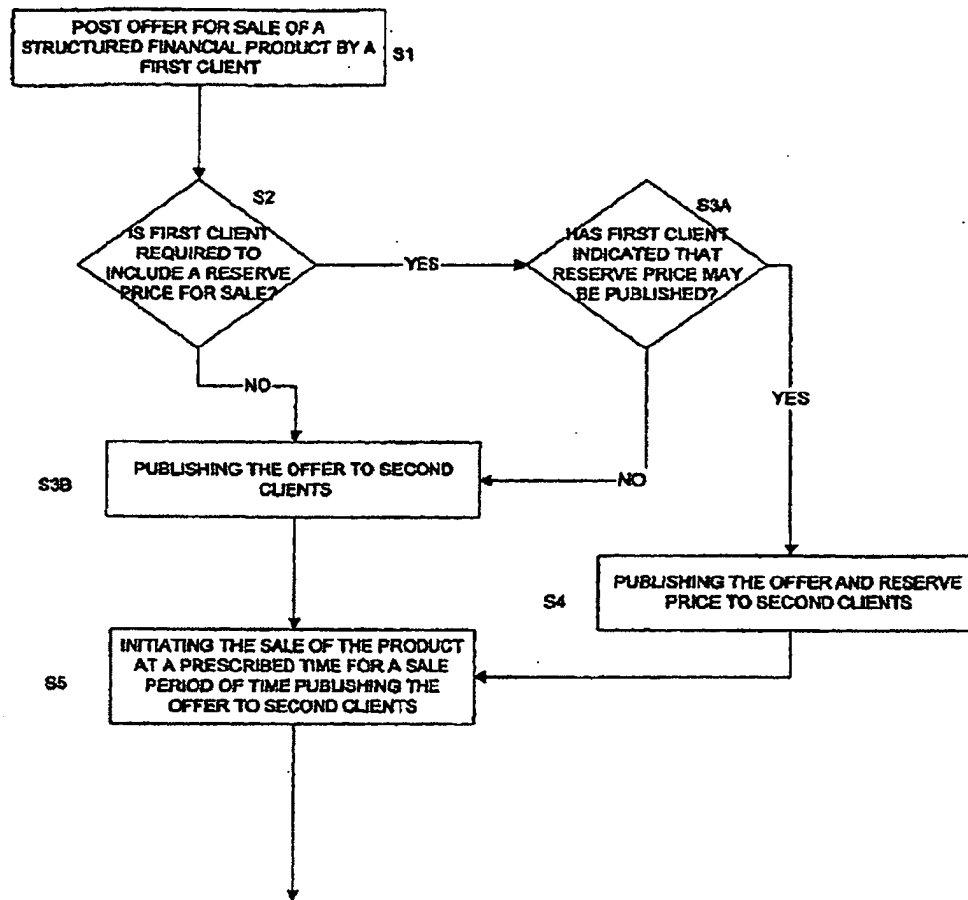 POST OFFER FOR SALE OF A
STRUCTURED FINANCIAL PRODUCT BY A
FIRST CLIENT
S1
S2
IS FIRST CLIENT
REQUIRED TO
INCLUDE A RESERVE
PRICE FOR SALE?
YES
S3A
HAS FIRST CLIENT
INDICATED THAT
RESERVE PRICE MAY
BE PUBLISHED?
NO
YES
PUBLISHING THE OFFER TO SECOND
CLIENTS
S3B
NO
PUBLISHING THE OFFER AND RESERVE
PRICE TO SECOND CLIENTS
S4
INITIATING THE SALE OF THE PRODUCT
AT A PRESCRIBED TIME FOR A SALE
PERIOD OF TIME PUBLISHING THE
OFFER TO SECOND CLIENTS
S5